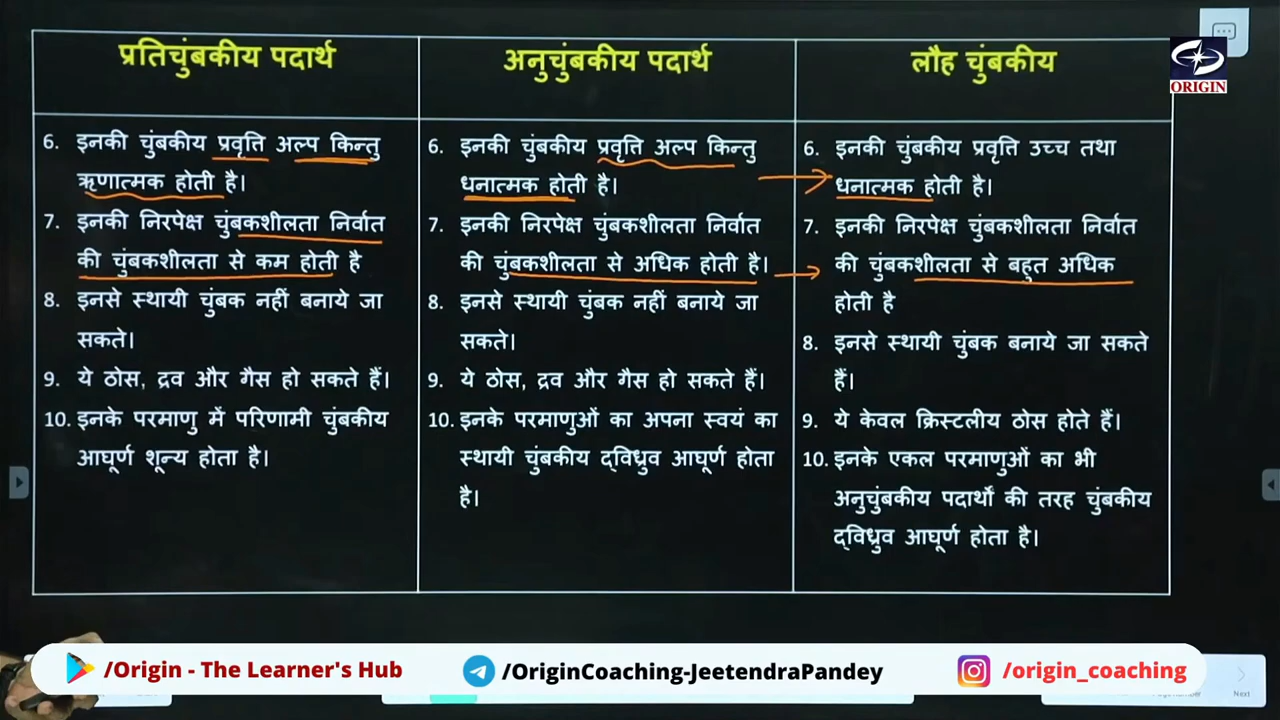 प्रतिचुंबकीय पदार्थ
6. इनकी चुंबकीय प्रवृत्ति अल्प किन्तु
ऋणात्मक होती है।
7. इनकी निरपेक्ष चुंबकशीलता निर्वात
की चुंबकशीलता से कम होती है
8. इनसे स्थायी चुंबक नहीं बनाये जा
सकते।
9. ये ठोस, द्रव और गैस हो सकते हैं।
10. इनके परमाणु में परिणामी चुंबकीय
आघूर्ण शून्य होता है।
अनुचुंबकीय पदार्थ
6. इनकी चुंबकीय प्रवृत्ति अल्प किन्तु
धनात्मक होती है।
7. इनकी निरपेक्ष चुंबकशीलता निर्वात
की चुंबकशीलता से अधिक होती है।
8. इनसे स्थायी चुंबक नहीं बनाये जा
सकते।
9. ये ठोस, द्रव और गैस हो सकते हैं।
10. इनके परमाणुओं का अपना स्वयं का
स्थायी चुंबकीय द्विध्रुव आघूर्ण होता
है।
लौह चुंबकीय
6. इनकी चुंबकीय प्रवृत्ति उच्च तथा
धनात्मक होती है।
7. इनकी निरपेक्ष चुंबकशीलता निर्वात
की चुंबकशीलता से बहुत अधिक
होती है
8. इनसे स्थायी चुंबक बनाये जा सकते
हैं।
9. ये केवल क्रिस्टलीय ठोस होते हैं।
10. इनके एकल परमाणुओं का भी
अनुचुंबकीय पदार्थों की तरह चुंबकीय
द्विध्रुव आघूर्ण होता है।
ORIGIN
/Origin - The Learner's Hub
/OriginCoaching-JeetendraPandey
/origin_coaching
Next